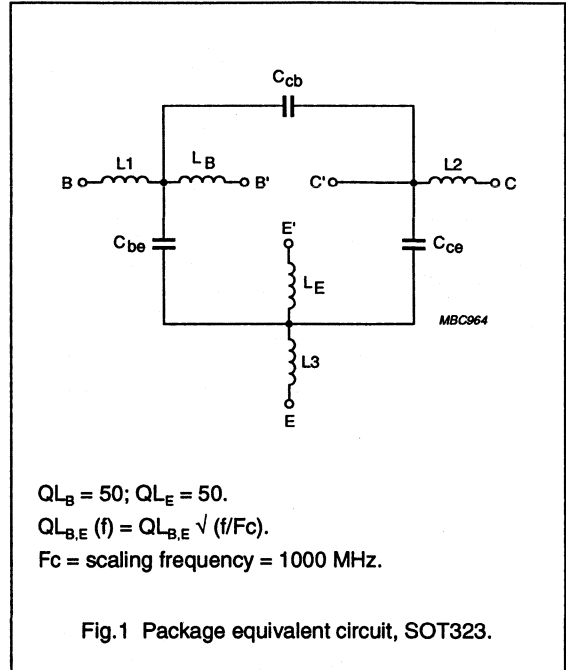 C_cb
L1
L_B
L2
B
B'
C'
C
C_be
E'
C_ce
L_E
MBC964
L3
E
QL_B = 50; QL_E = 50.
QL_B,E (f) = QL_B,E √ (f/Fc).
Fc = scaling frequency = 1000 MHz.
Fig.1 Package equivalent circuit, SOT323.